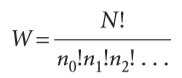 W = N! / n₀!n₁!n₂! . . .